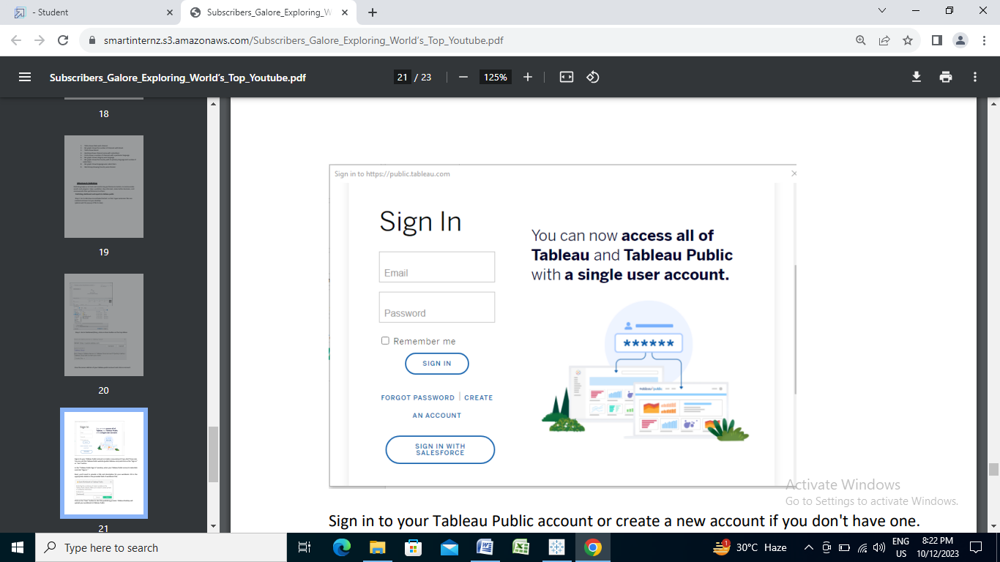 - Student
Subscribers_Galore_Exploring_W
smartinternz.s3.amazonaws.com/Subscribers_Galore_Exploring_World's_Top_Youtube.pdf
Subscribers_Galore_Exploring_World's_Top_Youtube.pdf
21 / 23
125%
18
19
20
21
Sign in to https://public.tableau.com
Sign In
Email
Password
Remember me
SIGN IN
FORGOT PASSWORD | CREATE
AN ACCOUNT
SIGN IN WITH
SALESFORCE
You can now access all of
Tableau and Tableau Public
with a single user account.
******
Sign in to your Tableau Public account or create a new account if you don't have one.
Activate Windows
Go to Settings to activate Windows.
Type here to search
1
30°C Haze
ENG
US
8:22 PM
10/12/2023